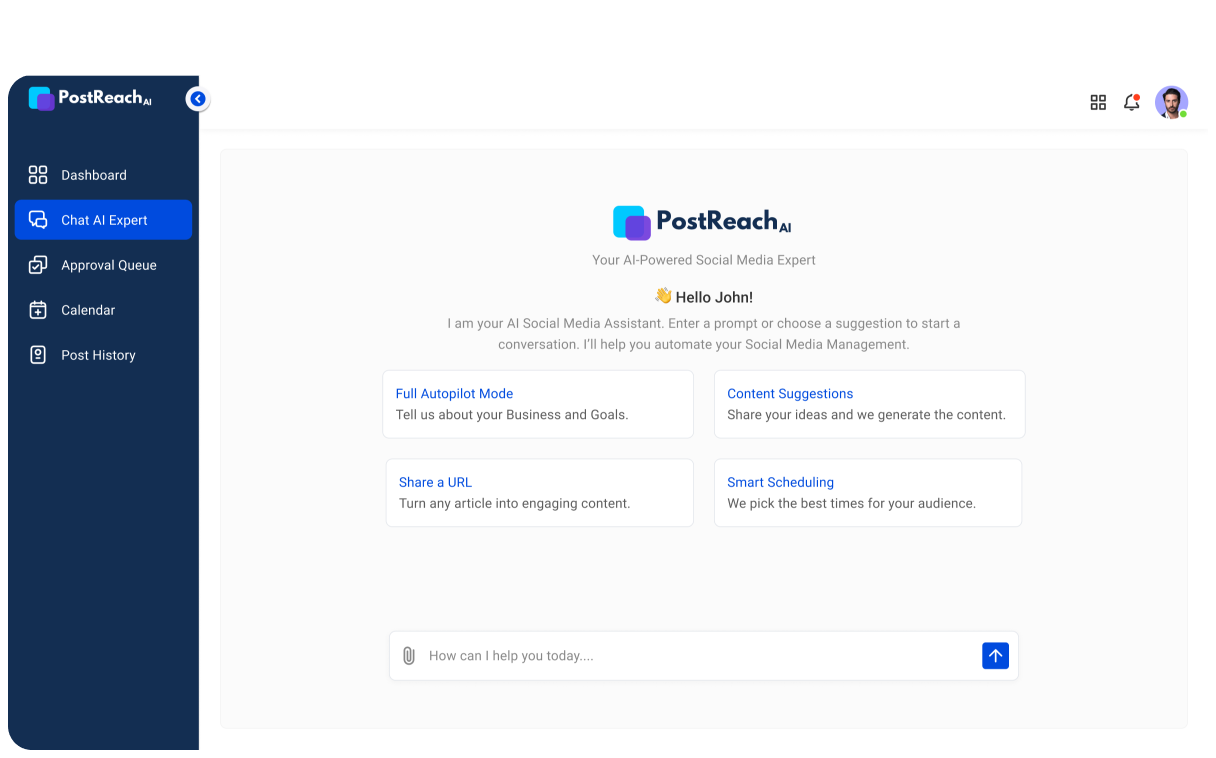 PostReach AI
Dashboard
Chat AI Expert
Approval Queue
Calendar
Post History
PostReach AI
Your AI-Powered Social Media Expert
👋 Hello John!
I am your AI Social Media Assistant. Enter a prompt or choose a suggestion to start a
conversation. I’ll help you automate your Social Media Management.
Full Autopilot Mode
Tell us about your Business and Goals.
Content Suggestions
Share your ideas and we generate the content.
Share a URL
Turn any article into engaging content.
Smart Scheduling
We pick the best times for your audience.
How can I help you today....